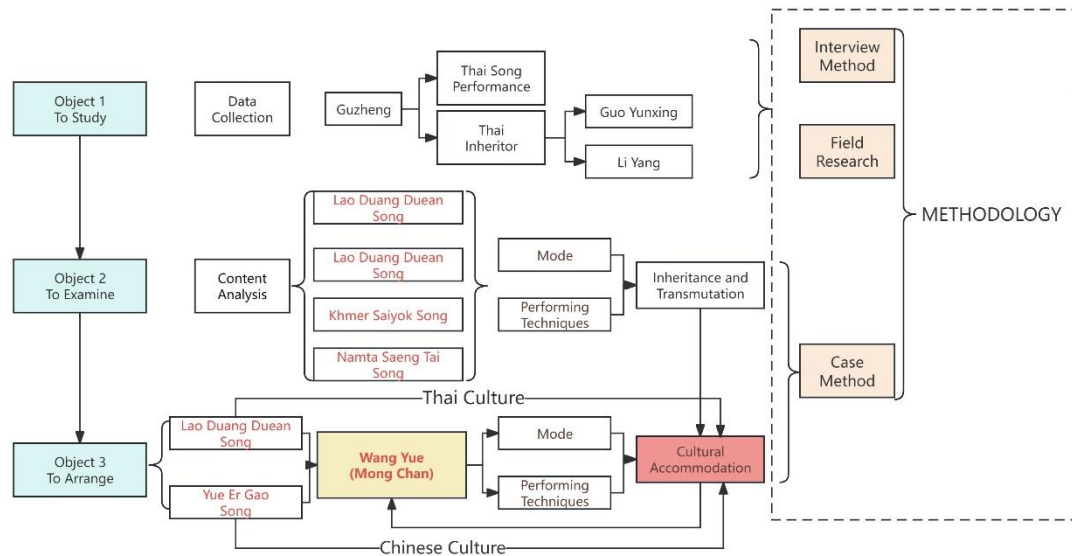 Object 1
To Study
Data
Collection
Guzheng
Thai Song
Performance
Thai
Inheritor
Guo Yunxing
Li Yang
Interview
Method
Field
Research
METHODOLOGY
Object 2
To Examine
Content
Analysis
Lao Duang Duean
Song
Lao Duang Duean
Song
Khmer Saiyok Song
Namta Saeng Tai
Song
Mode
Performing
Techniques
Inheritance and
Transmutation
Case
Method
Object 3
To Arrange
Thai Culture
Lao Duang Duean
Song
Yue Er Gao
Song
Wang Yue
(Mong Chan)
Mode
Performing
Techniques
Cultural
Accommodation
Chinese Culture